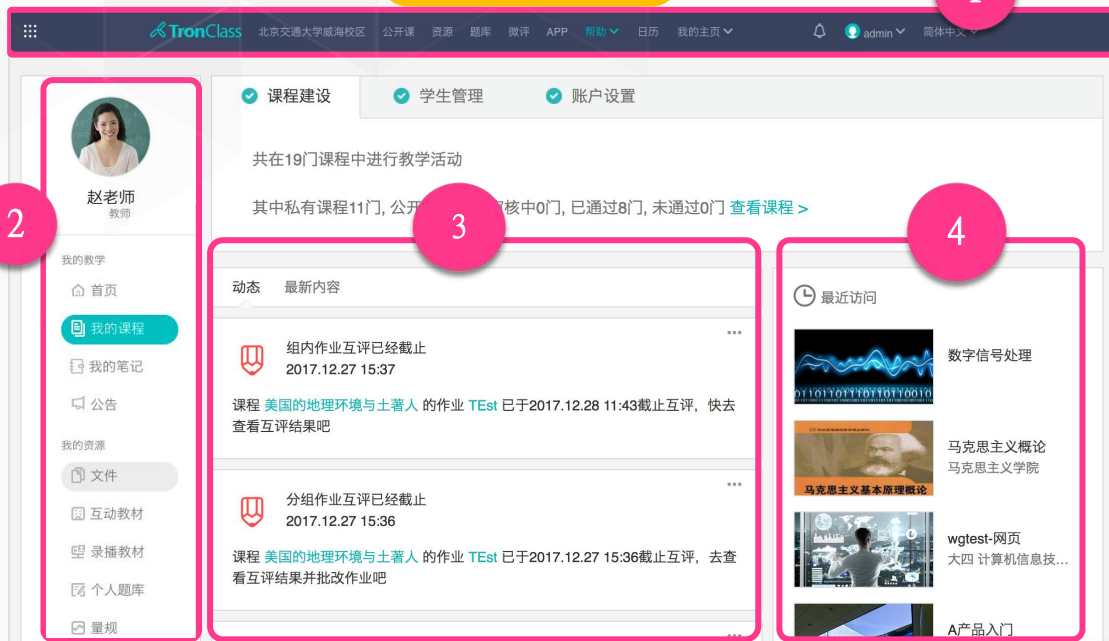 TronClass 北京交通大学威海校区 公开课 资源 题库 微评 APP 帮助 日历 我的主页 admin 简体中文
2
赵老师
教师
我的教学
首页
我的课程
我的笔记
公告
我的资源
文件
互动教材
录播教材
个人题库
量规
课程建设 学生管理 账户设置
共在19门课程中进行教学活动
其中私有课程11门, 公开 核中0门, 已通过8门, 未通过0门 查看课程 >
3
动态 最新内容
组内作业互评已经截止
2017.12.27 15:37
课程 美国的地理环境与土著人 的作业 TEst 已于2017.12.28 11:43截止互评，快去
查看互评结果吧
分组作业互评已经截止
2017.12.27 15:36
课程 美国的地理环境与土著人 的作业 TEst 已于2017.12.27 15:36截止互评，去查
看互评结果并批改作业吧
4
最近访问
数字信号处理
马克思主义基本原理概论
马克思主义概论
马克思主义学院
wgtest-网页
大四 计算机信息技...
A产品入门